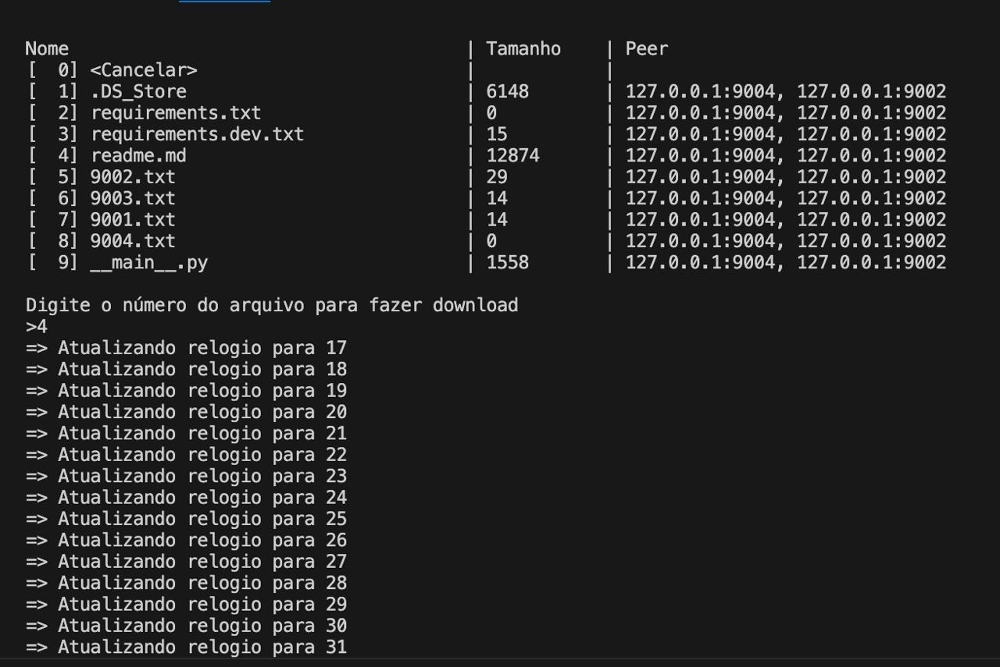 Nome | Tamanho | Peer
[  0] <Cancelar> | |
[  1] .DS_Store | 6148 | 127.0.0.1:9004, 127.0.0.1:9002
[  2] requirements.txt | 0 | 127.0.0.1:9004, 127.0.0.1:9002
[  3] requirements.dev.txt | 15 | 127.0.0.1:9004, 127.0.0.1:9002
[  4] readme.md | 12874 | 127.0.0.1:9004, 127.0.0.1:9002
[  5] 9002.txt | 29 | 127.0.0.1:9004, 127.0.0.1:9002
[  6] 9003.txt | 14 | 127.0.0.1:9004, 127.0.0.1:9002
[  7] 9001.txt | 14 | 127.0.0.1:9004, 127.0.0.1:9002
[  8] 9004.txt | 0 | 127.0.0.1:9004, 127.0.0.1:9002
[  9] __main__.py | 1558 | 127.0.0.1:9004, 127.0.0.1:9002
Digite o número do arquivo para fazer download
>4
=> Atualizando relogio para 17
=> Atualizando relogio para 18
=> Atualizando relogio para 19
=> Atualizando relogio para 20
=> Atualizando relogio para 21
=> Atualizando relogio para 22
=> Atualizando relogio para 23
=> Atualizando relogio para 24
=> Atualizando relogio para 25
=> Atualizando relogio para 26
=> Atualizando relogio para 27
=> Atualizando relogio para 28
=> Atualizando relogio para 29
=> Atualizando relogio para 30
=> Atualizando relogio para 31